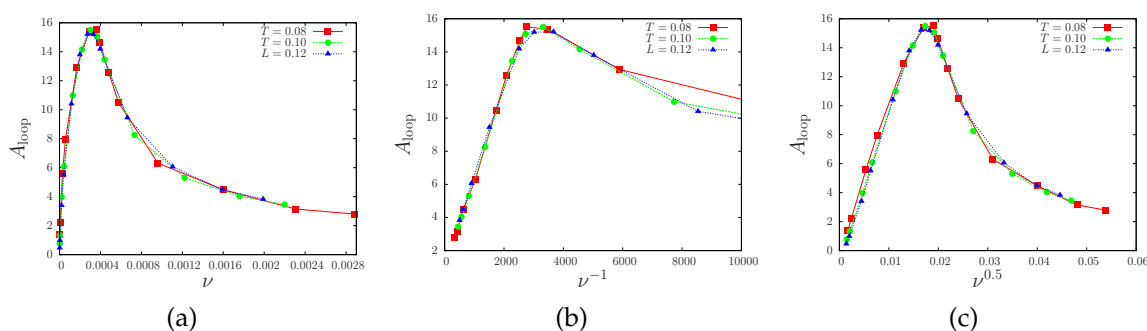 16
14
12
10
8
6
4
2
0
A_loop
0 0.0004 0.0008 0.0012 0.0016 0.002 0.0024 0.0028
ν
T = 0.08
T = 0.10
L = 0.12
(a)
16
14
12
10
8
6
4
2
A_loop
0 2000 4000 6000 8000 10000
ν⁻¹
T = 0.08
T = 0.10
L = 0.12
(b)
16
14
12
10
8
6
4
2
0
A_loop
0 0.01 0.02 0.03 0.04 0.05 0.06
ν^0.5
T = 0.08
T = 0.10
L = 0.12
(c)